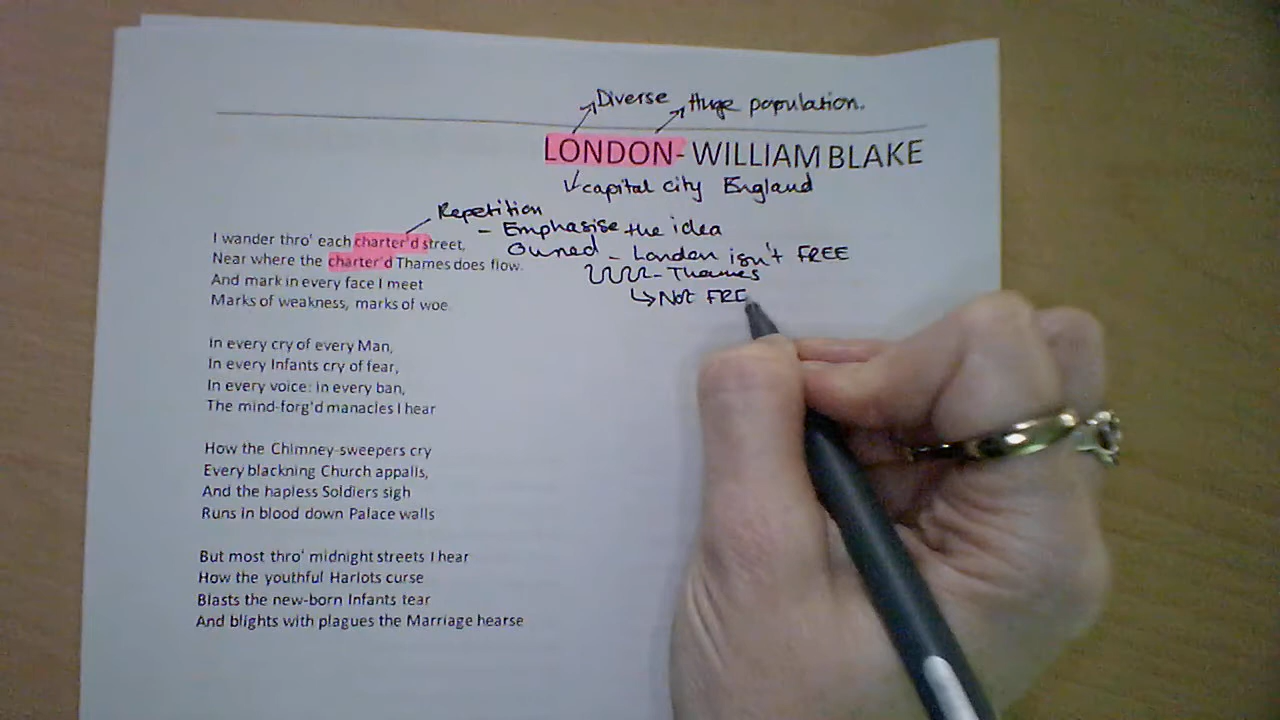 Diverse Huge population.
LONDON- WILLIAM BLAKE
capital city England
Repetition
- Emphasise the idea
I wander thro' each charter'd street,
Owned - London isn't FREE
Near where the charter'd Thames does flow.
- Thames
And mark in every face I meet
Not FRE
Marks of weakness, marks of woe
In every cry of every Man,
In every Infants cry of fear,
In every voice: in every ban,
The mind-forg'd manacles I hear
How the Chimney-sweepers cry
Every blackning Church appalls,
And the hapless Soldiers sigh
Runs in blood down Palace walls
But most thro' midnight streets I hear
How the youthful Harlots curse
Blasts the new-born Infants tear
And blights with plagues the Marriage hearse